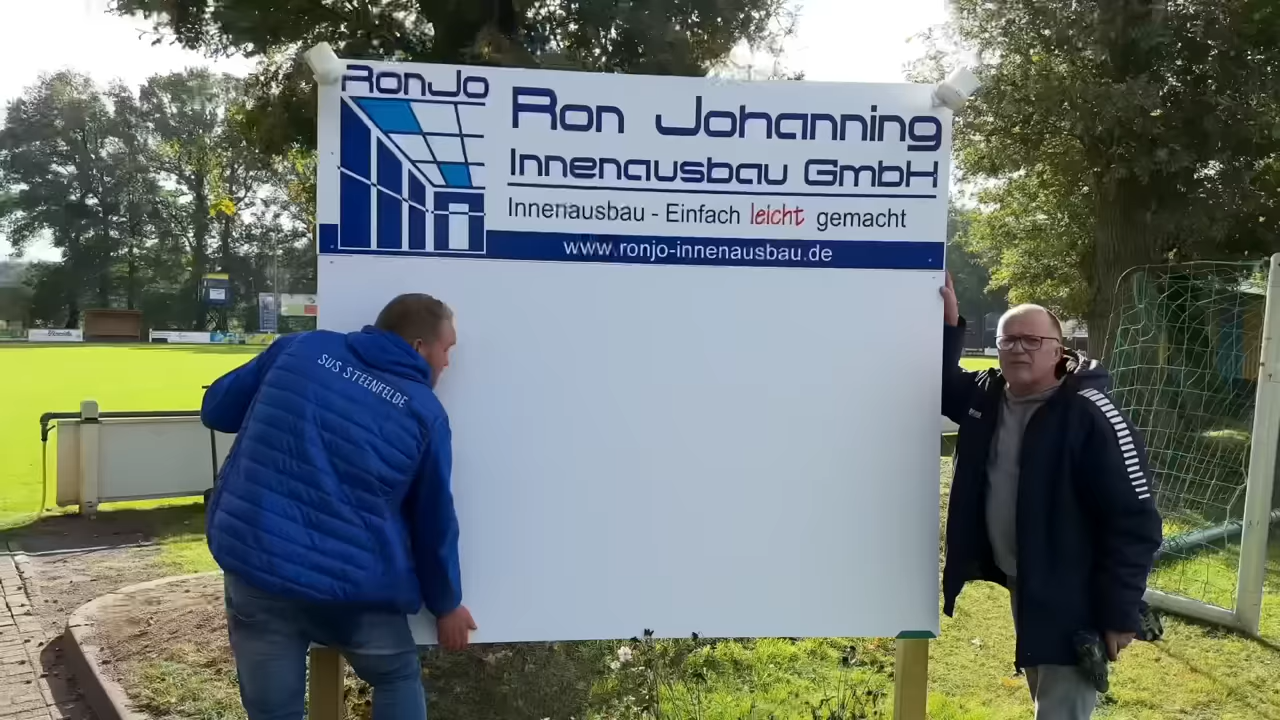 RonJo
Ron Johanning
Innenausbau GmbH
Innenausbau - Einfach leicht gemacht
www.ronjo-innenausbau.de
SUS STEENFELDE